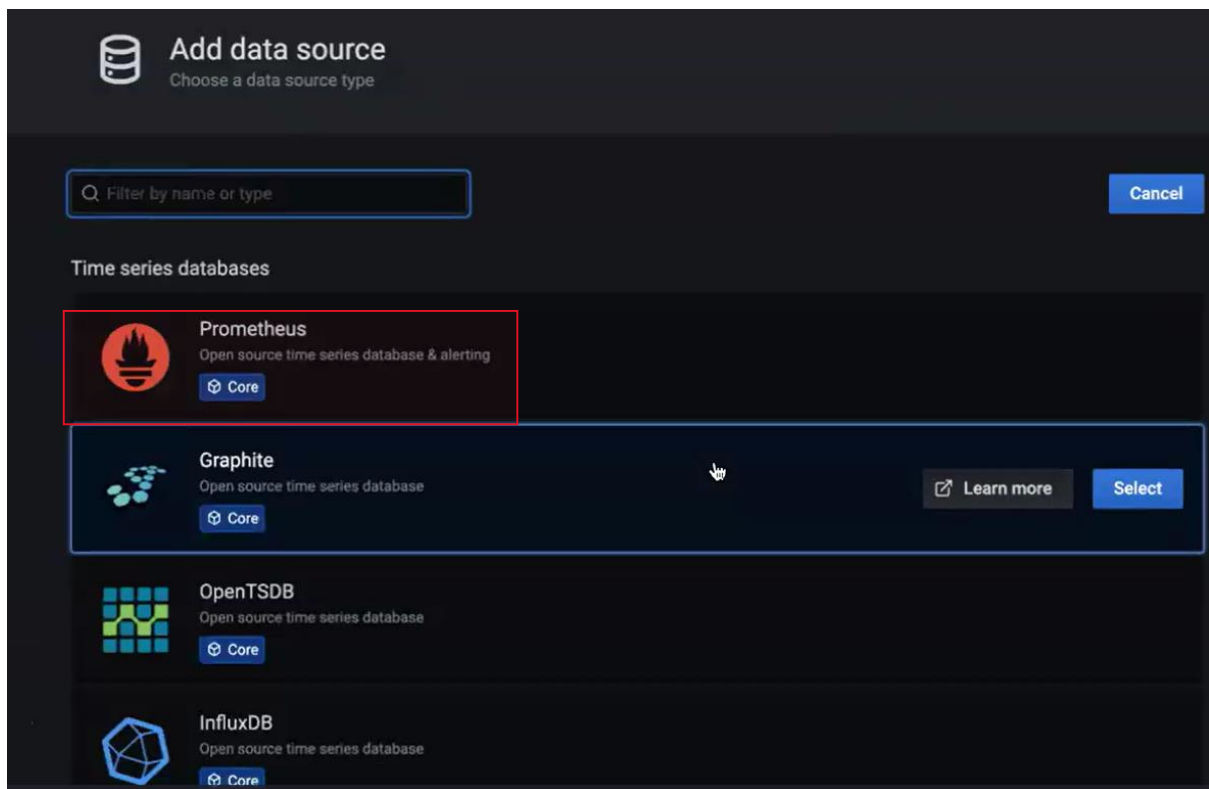 Add data source
Choose a data source type
Filter by name or type
Cancel
Time series databases
Prometheus
Open source time series database & alerting
Core
Graphite
Open source time series database
Core
Learn more
Select
OpenTSDB
Open source time series database
Core
InfluxDB
Open source time series database
Core